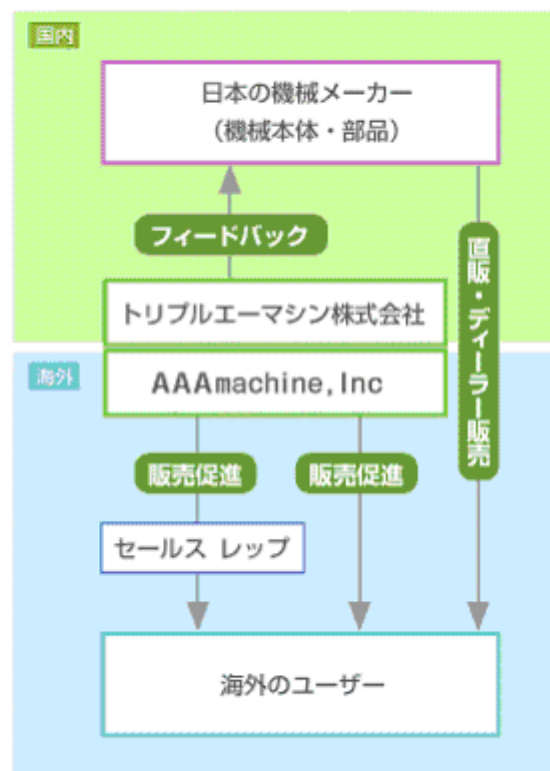 国内
日本の機械メーカー
（機械本体・部品）
フィードバック
直販・ディーラー販売
トリプルエーマシン株式会社
海外
AAAmachine,Inc
販売促進
販売促進
セールス レップ
海外のユーザー